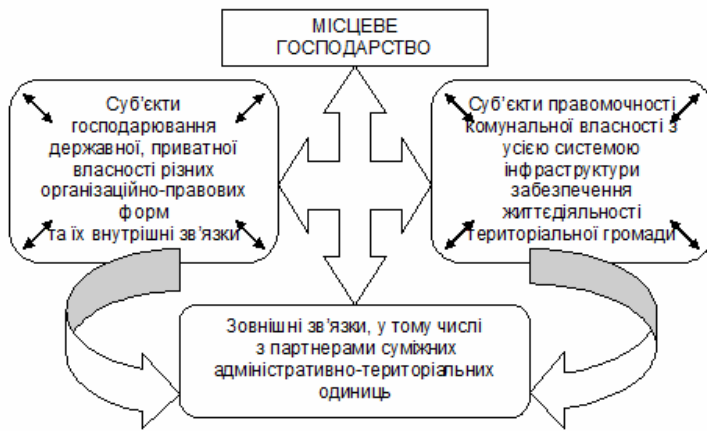 МІСЦЕВЕ
ГОСПОДАРСТВО
Суб'єкти
господарювання
державної, приватної
власності різних
організаційно-правових
форм
та їх внутрішні зв'язки
Суб'єкти правомочності
комунальної власності з
усією системою
інфраструктури
забезпечення
життєдіяльності
територіальної громади
Зовнішні зв'язки, у тому числі
з партнерами суміжних
адміністративно-територіальних
одиниць